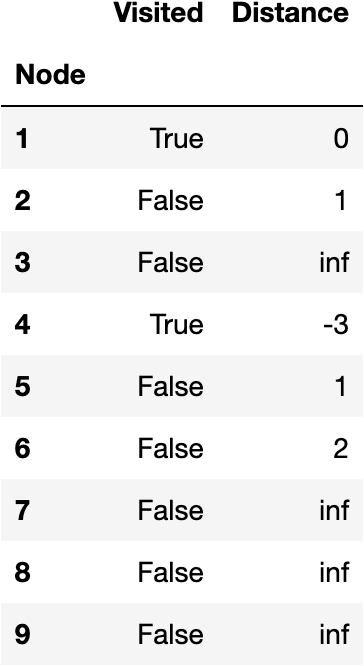 Visited Distance
Node
1 True 0
2 False 1
3 False inf
4 True -3
5 False 1
6 False 2
7 False inf
8 False inf
9 False inf